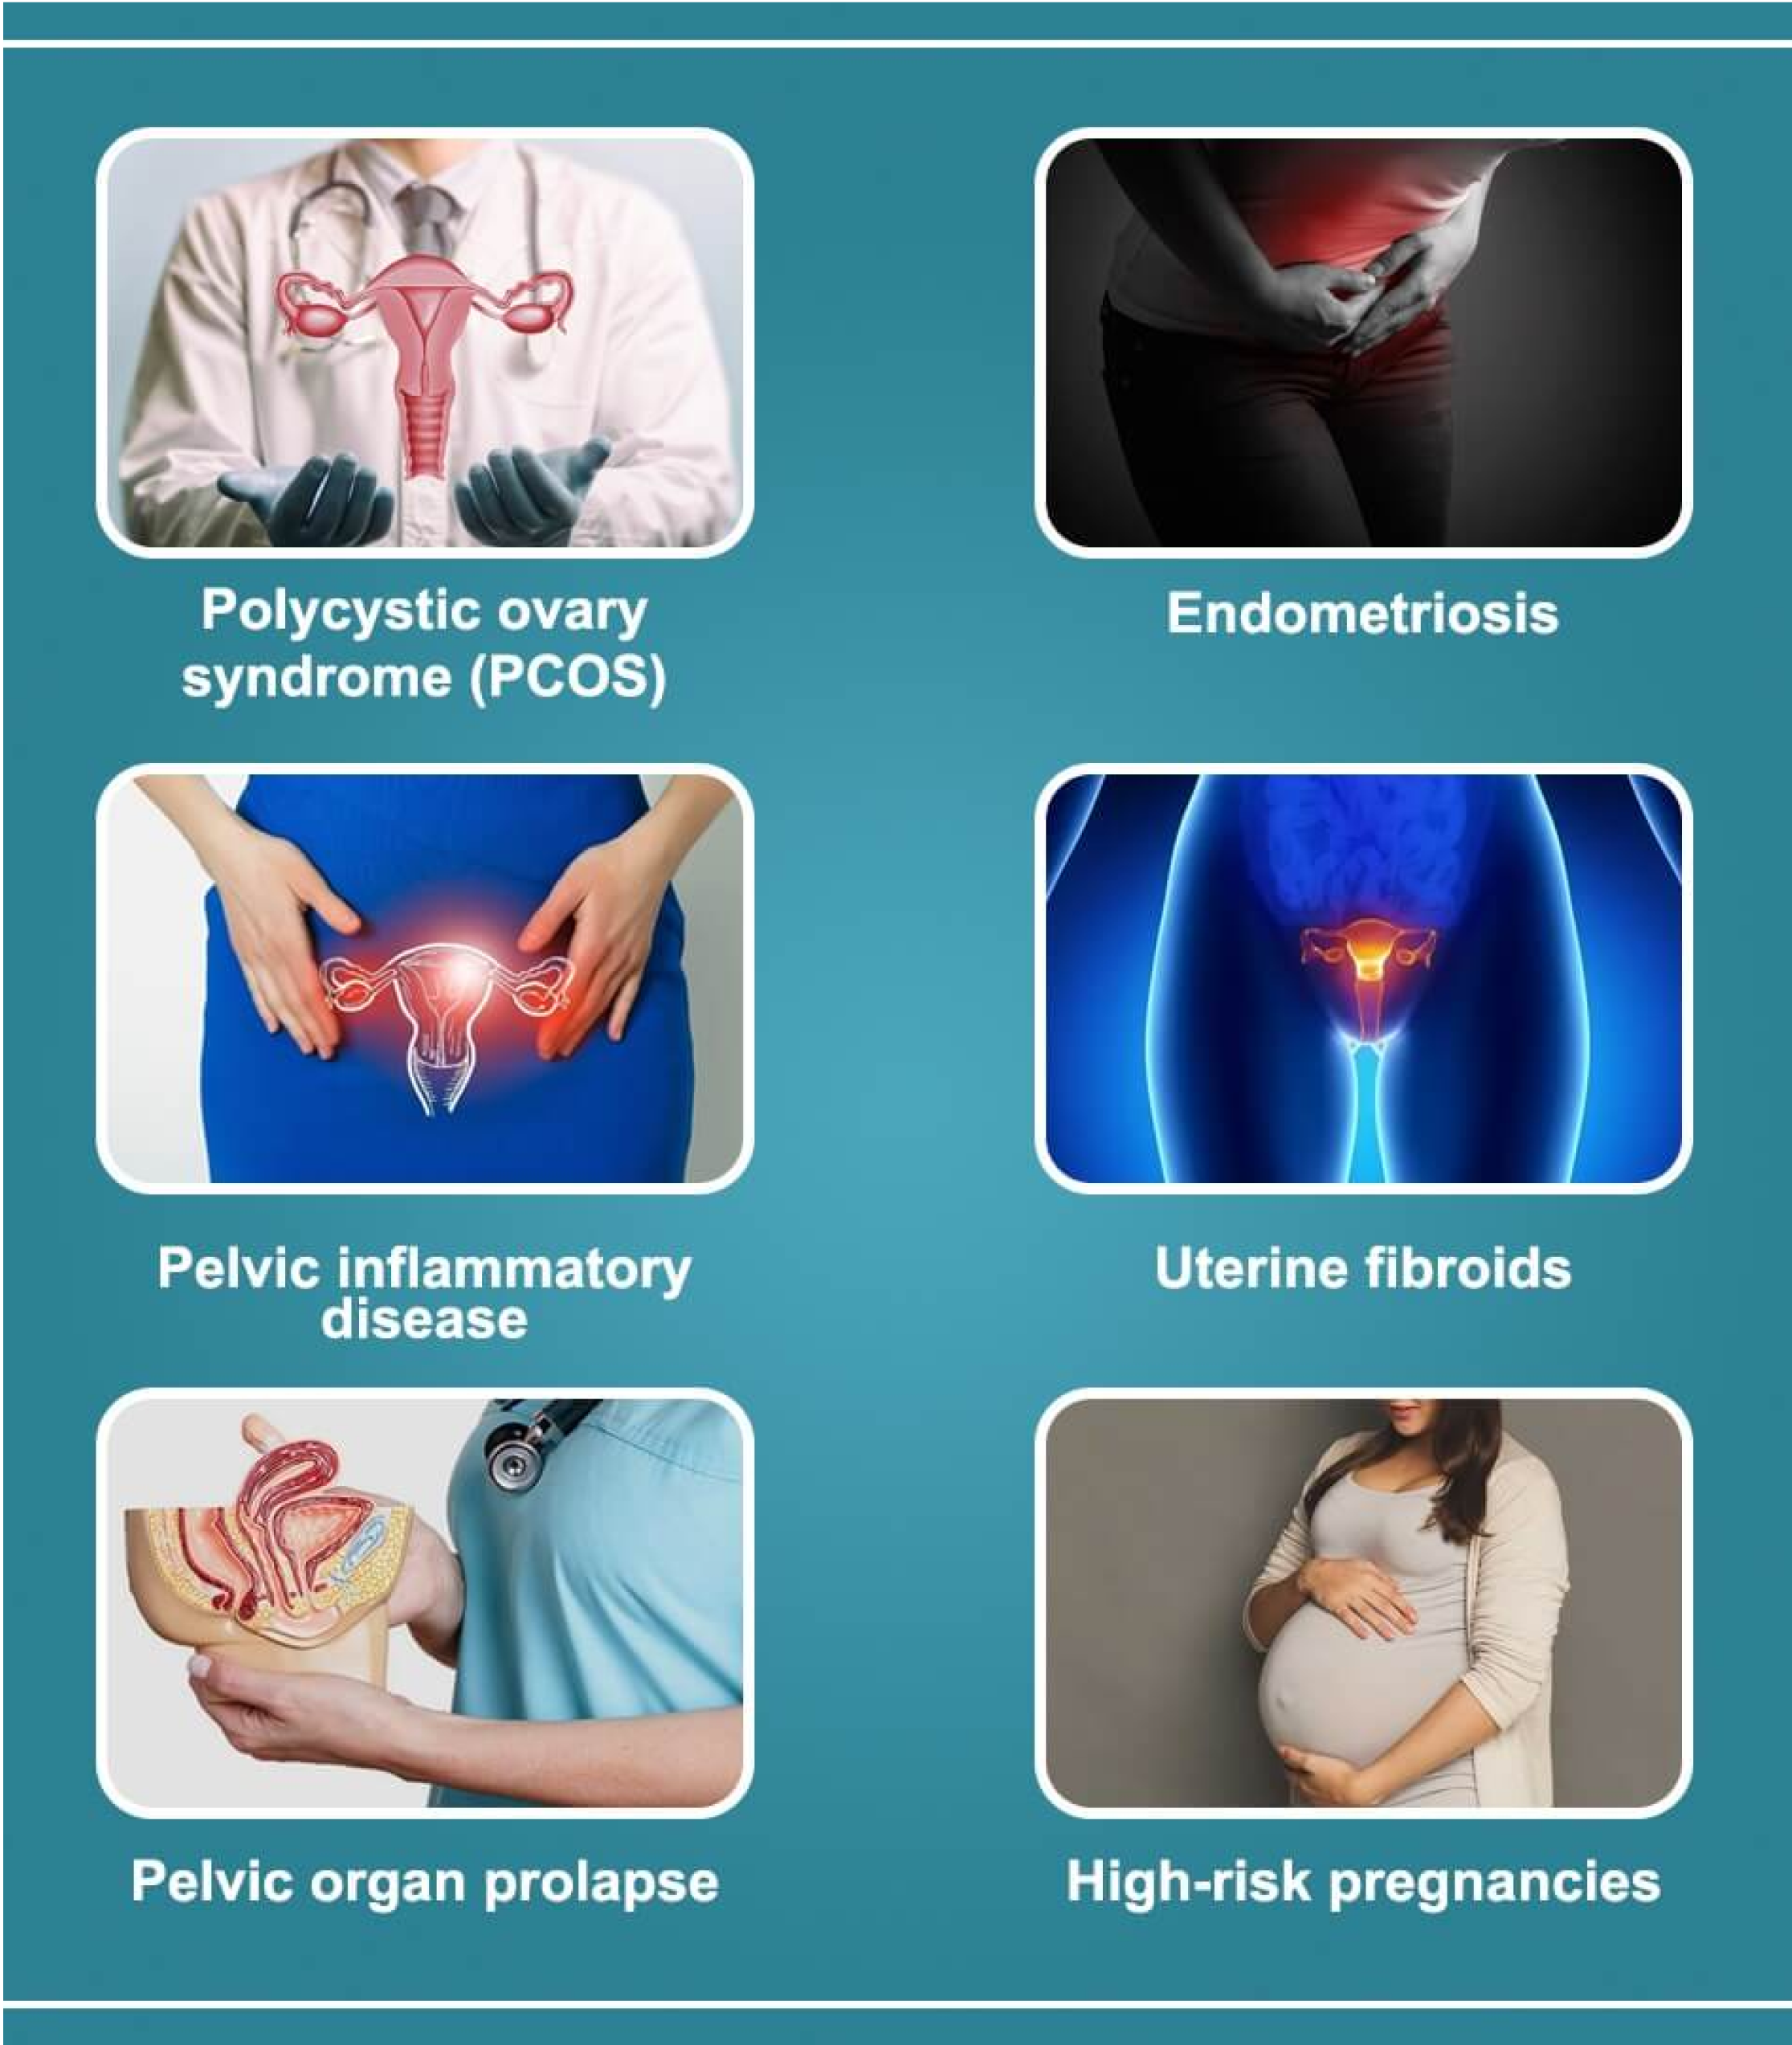 Polycystic ovary
syndrome (PCOS)
Endometriosis
Pelvic inflammatory
disease
Uterine fibroids
Pelvic organ prolapse
High-risk pregnancies